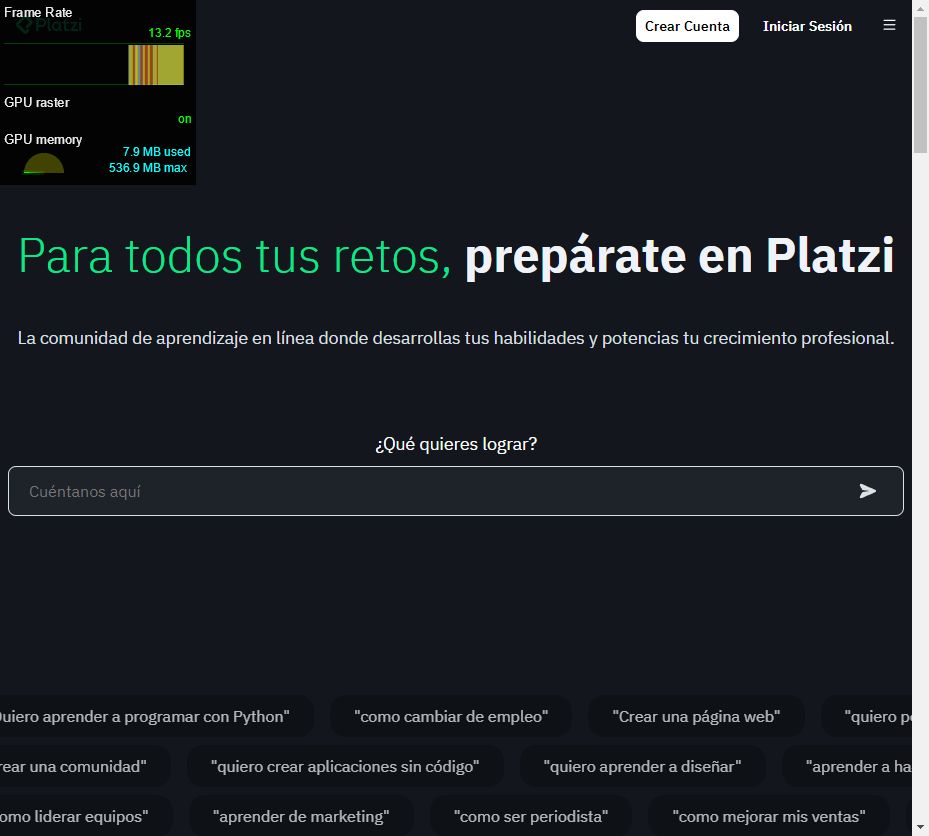 Frame Rate
Platzi
13.2 fps
GPU raster
on
GPU memory
7.9 MB used
536.9 MB max
Crear Cuenta
Iniciar Sesión
Para todos tus retos, prepárate en Platzi
La comunidad de aprendizaje en línea donde desarrollas tus habilidades y potencias tu crecimiento profesional.
¿Qué quieres lograr?
Cuéntanos aquí
uiero aprender a programar con Python" "como cambiar de empleo" "Crear una página web" "quiero
rear una comunidad" "quiero crear aplicaciones sin código" "quiero aprender a diseñar" "aprender a
omo liderar equipos" "aprender de marketing" "como ser periodista" "como mejorar mis ventas"